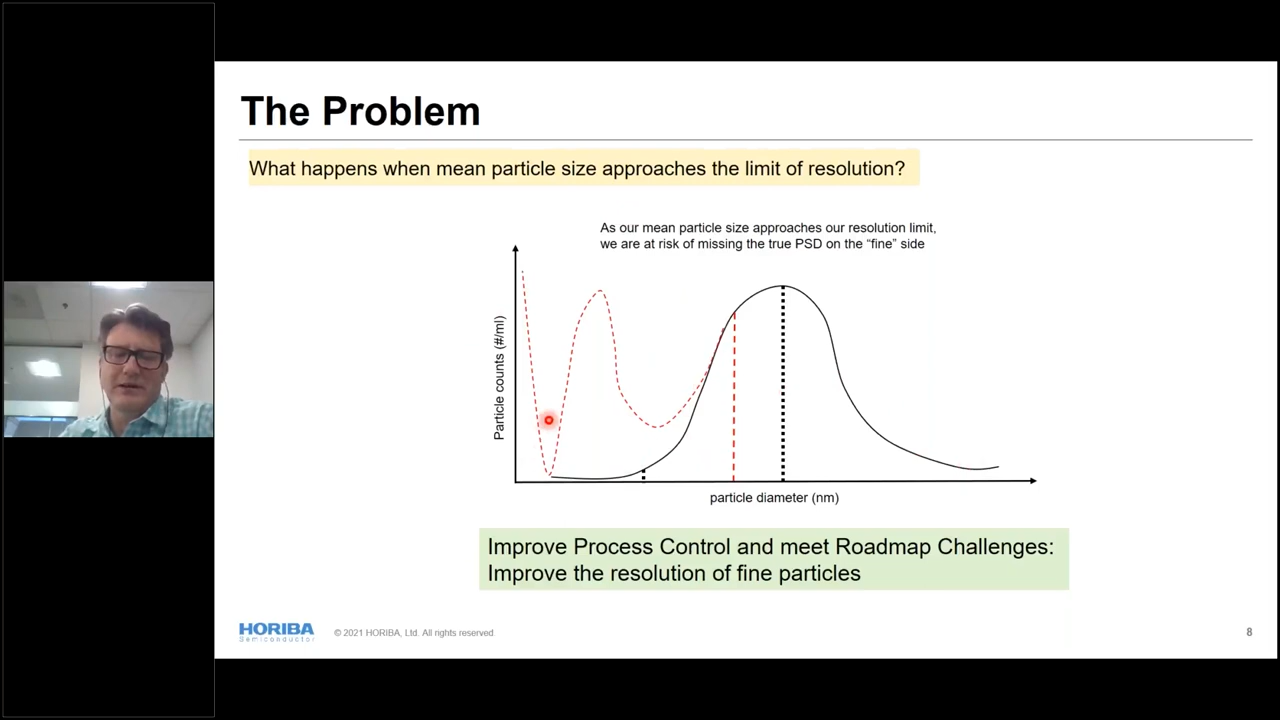 The Problem
What happens when mean particle size approaches the limit of resolution?
As our mean particle size approaches our resolution limit,
we are at risk of missing the true PSD on the “fine” side
Particle counts (#/ml)
particle diameter (nm)
Improve Process Control and meet Roadmap Challenges:
Improve the resolution of fine particles
HORIBA
Semiconductor
© 2021 HORIBA, Ltd. All rights reserved
8